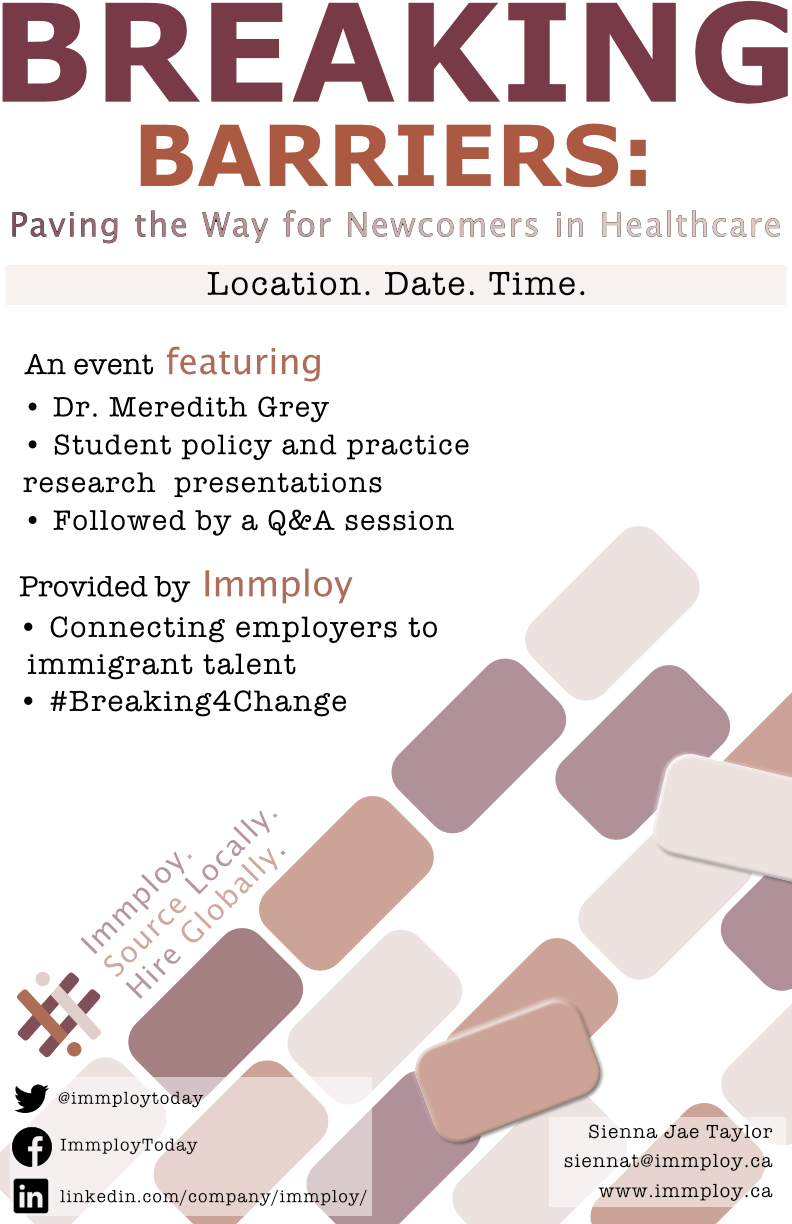 BREAKING
BARRIERS:
Paving the Way for Newcomers in Healthcare
Location. Date. Time.
An event featuring
• Dr. Meredith Grey
• Student policy and practice
research presentations
• Followed by a Q&A session
Provided by Immploy
• Connecting employers to
immigrant talent
• #Breaking4Change
Immploy.
Source Locally.
Hire Globally.
@immploytoday
ImmployToday
linkedin.com/company/immploy/
Sienna Jae Taylor
siennat@immploy.ca
www.immploy.ca